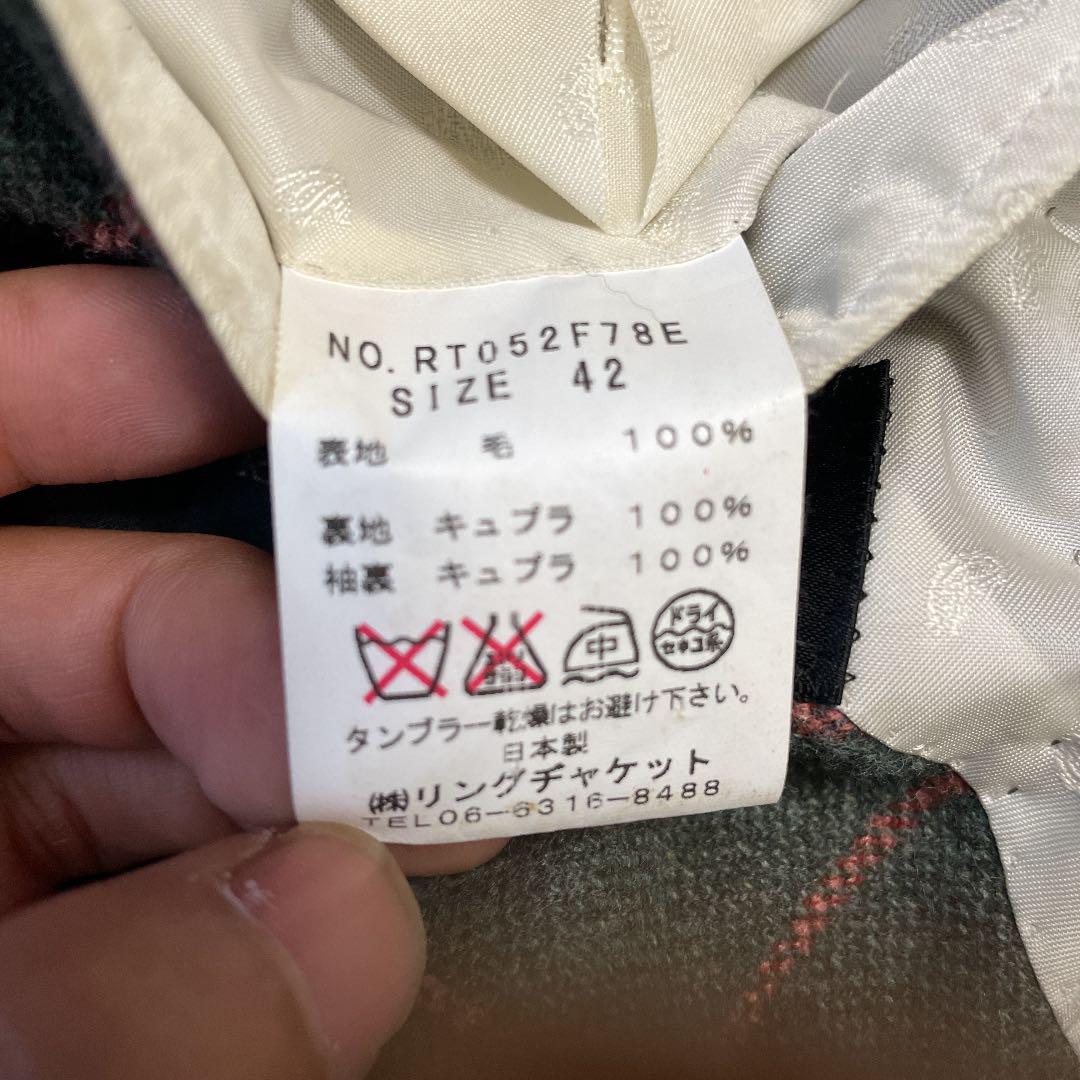 NO. RT052F78E
SIZE 42
表地 毛 100%
裏地 キュプラ 100%
袖裏 キュプラ 100%
中 ドライ
セキユ系
タンブラー乾燥はお避け下さい。
日本製
(株)リングヂャケット
TEL06-6316-8488